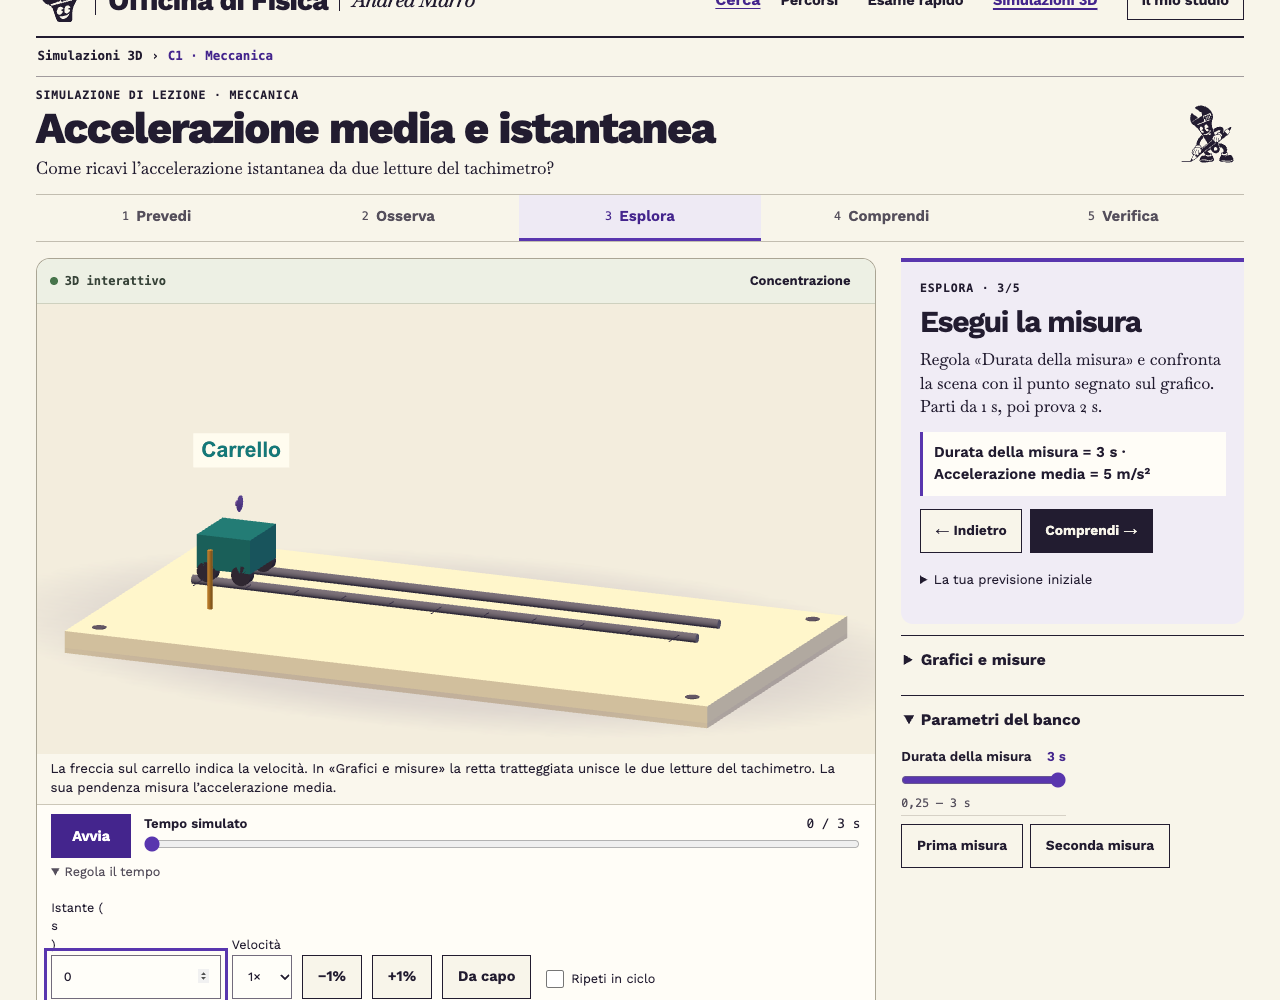 Officina di Fisica
Andrea Marro
Cerca Percorsi Esame rapido Simulazioni 3D Il mio studio
Simulazioni 3D › C1 · Meccanica
SIMULAZIONE DI LEZIONE · MECCANICA
Accelerazione media e istantanea
Come ricavi l’accelerazione istantanea da due letture del tachimetro?
1 Prevedi
2 Osserva
3 Esplora
4 Comprendi
5 Verifica
3D interattivo
Concentrazione
Carrello
La freccia sul carrello indica la velocità. In «Grafici e misure» la retta tratteggiata unisce le due letture del tachimetro. La
sua pendenza misura l’accelerazione media.
Avvia
Tempo simulato
0 / 3 s
▼ Regola il tempo
Istante (
s
)
0
Velocità
1×
−1%
+1%
Da capo
Ripeti in ciclo
ESPLORA · 3/5
Esegui la misura
Regola «Durata della misura» e confronta
la scena con il punto segnato sul grafico.
Parti da 1 s, poi prova 2 s.
Durata della misura = 3 s ·
Accelerazione media = 5 m/s²
← Indietro
Comprendi →
▶ La tua previsione iniziale
▶ Grafici e misure
▼ Parametri del banco
Durata della misura 3 s
0,25 — 3 s
Prima misura
Seconda misura